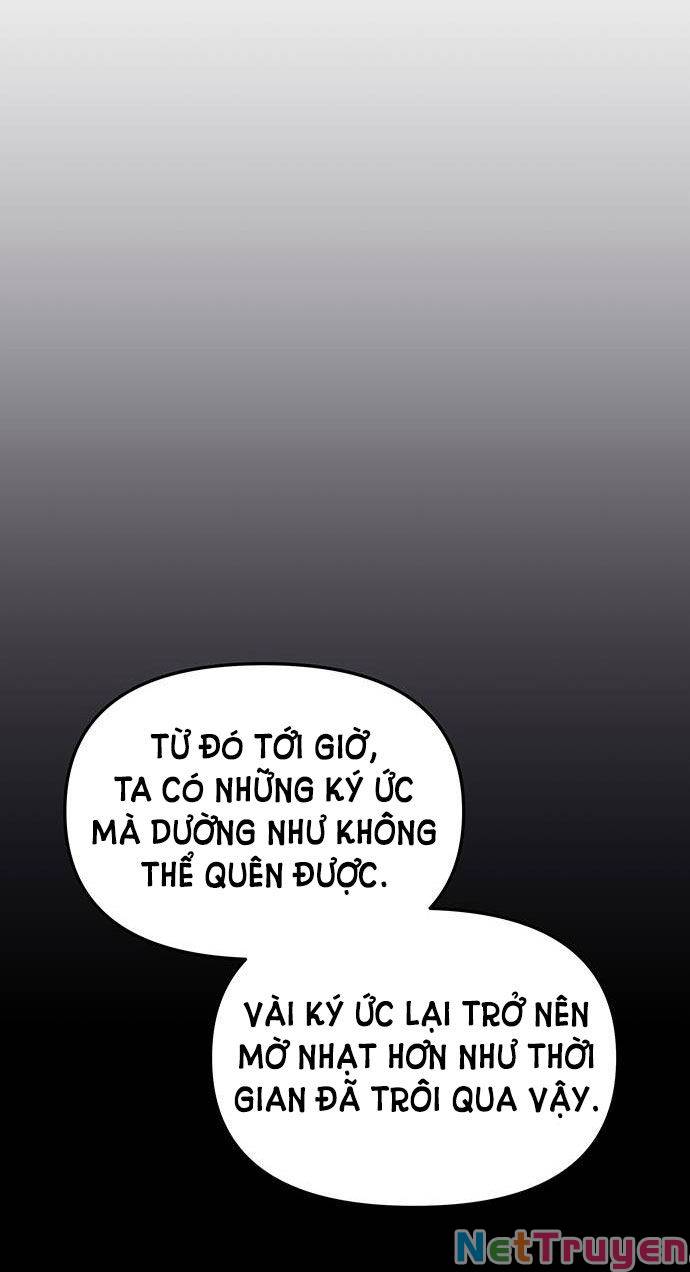 TỪ ĐÓ TỚI GIỜ,
TA CÓ NHỮNG KÝ ỨC
MÀ DƯỜNG NHƯ KHÔNG
THỂ QUÊN ĐƯỢC.
VÀI KÝ ỨC LẠI TRỞ NÊN
MỜ NHẠT HƠN NHƯ THỜI
GIAN ĐÃ TRÔI QUA VẬY.
NetTruyen